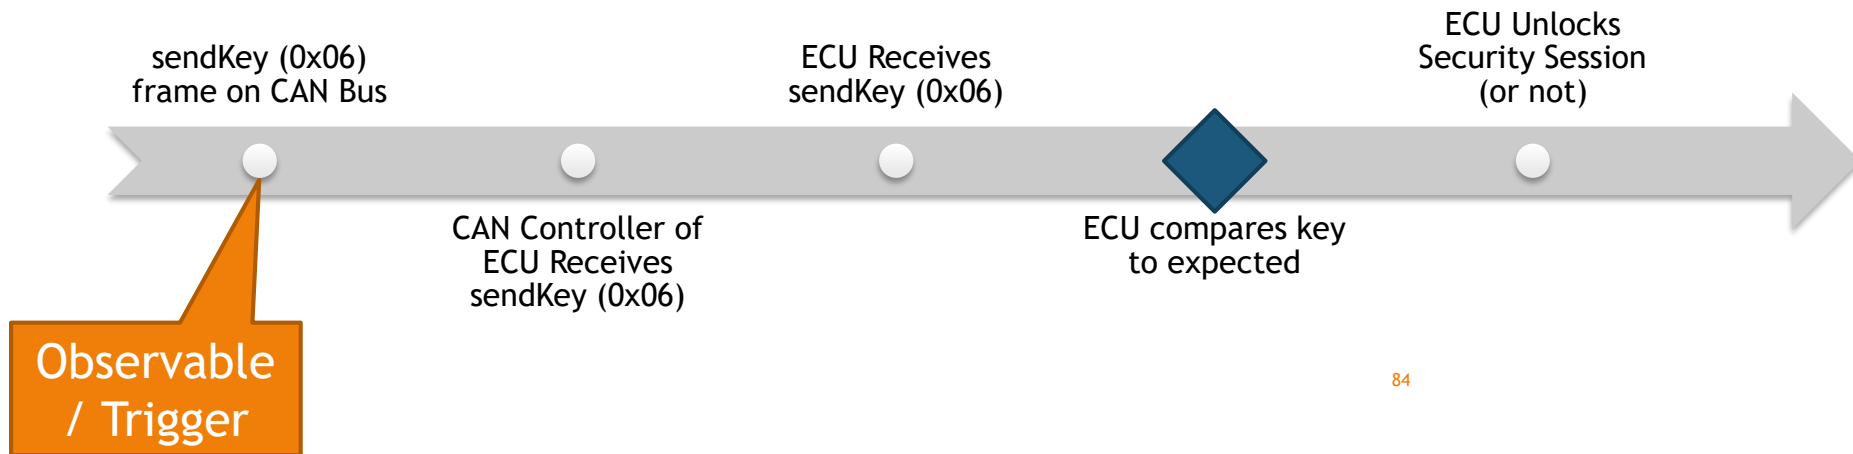 sendKey (0x06)
frame on CAN Bus
CAN Controller of
ECU Receives
sendKey (0x06)
ECU Receives
sendKey (0x06)
ECU compares key
to expected
ECU Unlocks
Security Session
(or not)
Observable
/ Trigger
84